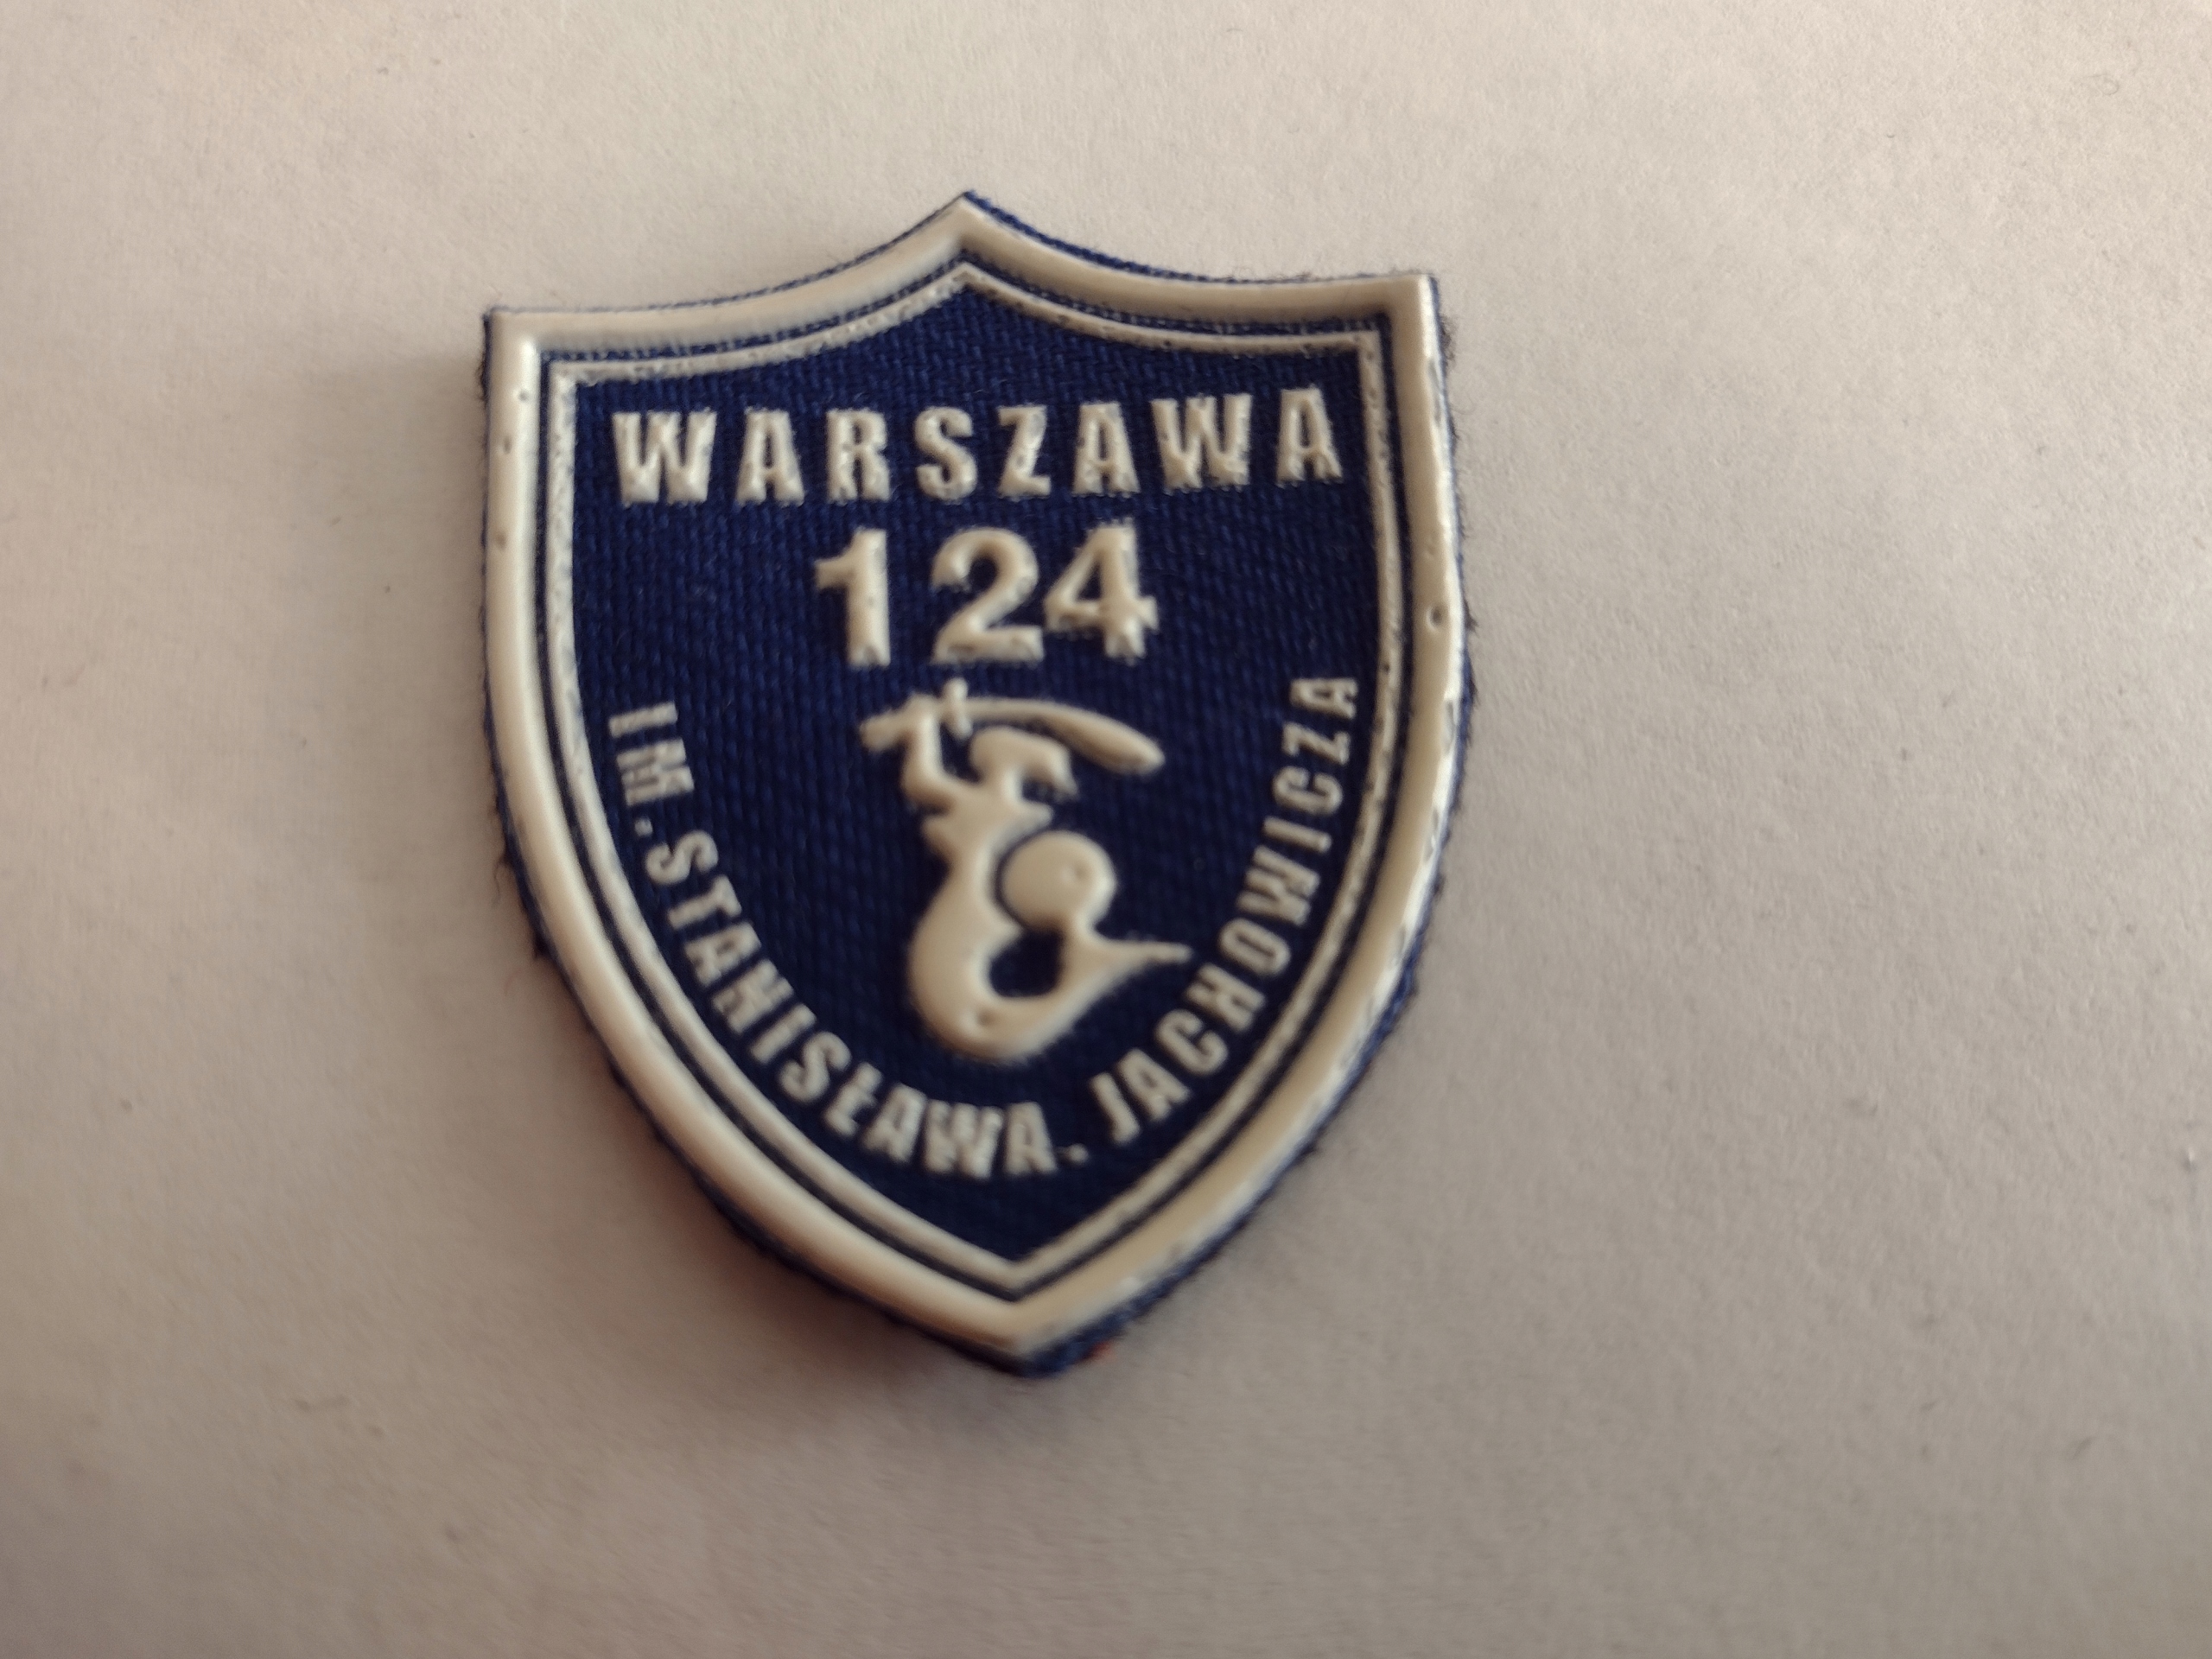 WARSZAWA
124
IM. STANISŁAWA. JACHOWICZA